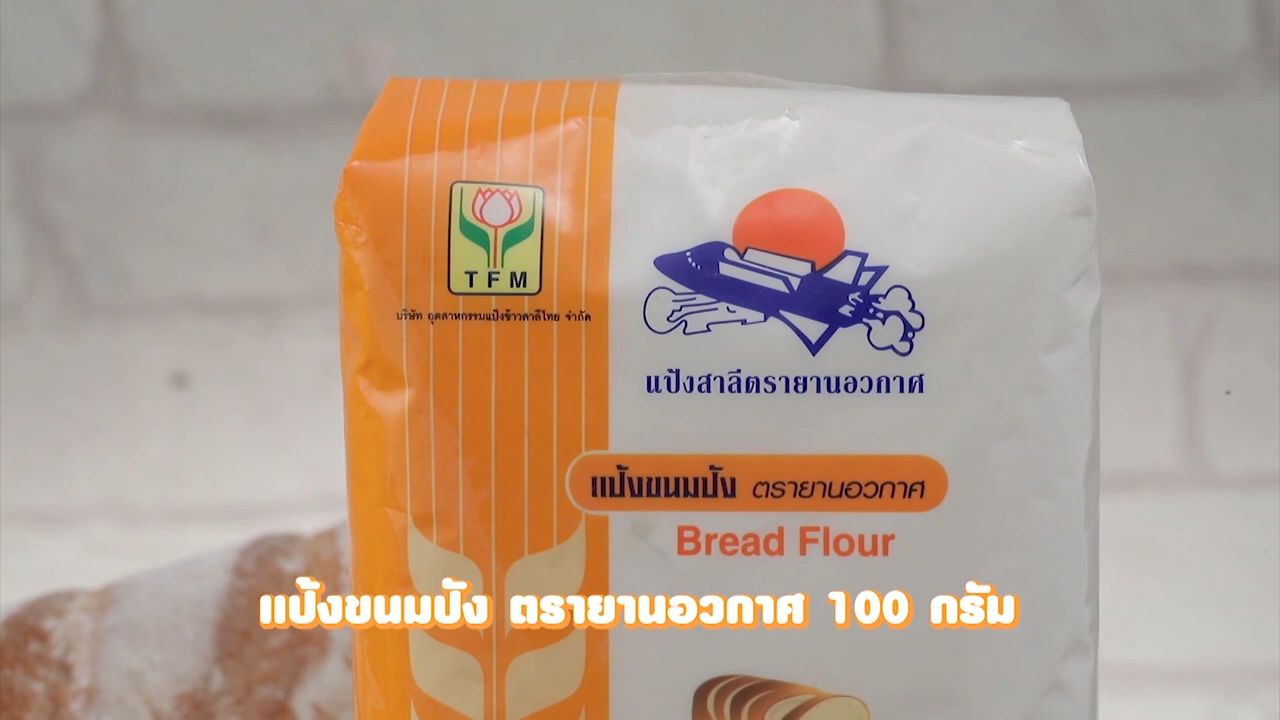 TFM
บริษัท อุตสาหกรรมแป้งข้าวสาลีไทย จำกัด
แป้งสาลีตรายานอวกาศ
แป้งขนมปัง ตรายานอวกาศ
Bread Flour
แป้งขนมปัง ตรายานอวกาศ 100 กรัม